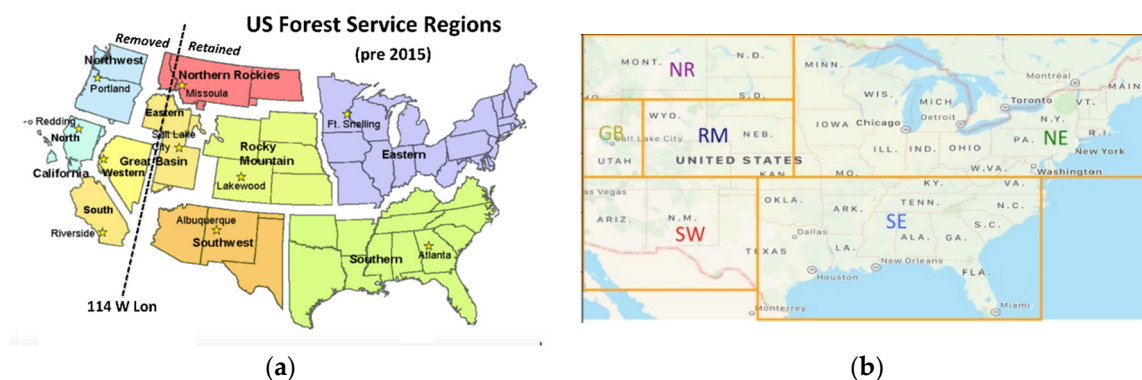 US Forest Service Regions
(pre 2015)
Removed
Retained
Northwest
Portland
Northern Rockies
Missoula
Redding
North
California
Eastern
Salt Lake
City
Great Basin
Western
South
Riverside
Rocky
Mountain
Lakewood
Ft. Snelling
Eastern
Albuquerque
Southwest
Southern
Atlanta
114 W Lon
(a)
MONT.
NR
N.D.
S.D.
MINN.
WIS.
MICH
Montréal
Toronto
VT.
N.Y.
WYO.
GB
Salt Lake City
RM
NEB.
IOWA
Chicago
Detroit
PA.
NE
R.I.
New York
UTAH
UNITED STATES
ILL.
IND.
OHIO
KAN.
MO.
W.VA.
Washington
as Vegas
ARIZ.
N.M.
SW
OKLA.
ARK.
KY.
VA.
TENN.
N.C.
SE
S.C.
Dallas
TEXAS
LA.
ALA.
GA.
Houston
New Orleans
FLA.
Monterrey
Miami
(b)